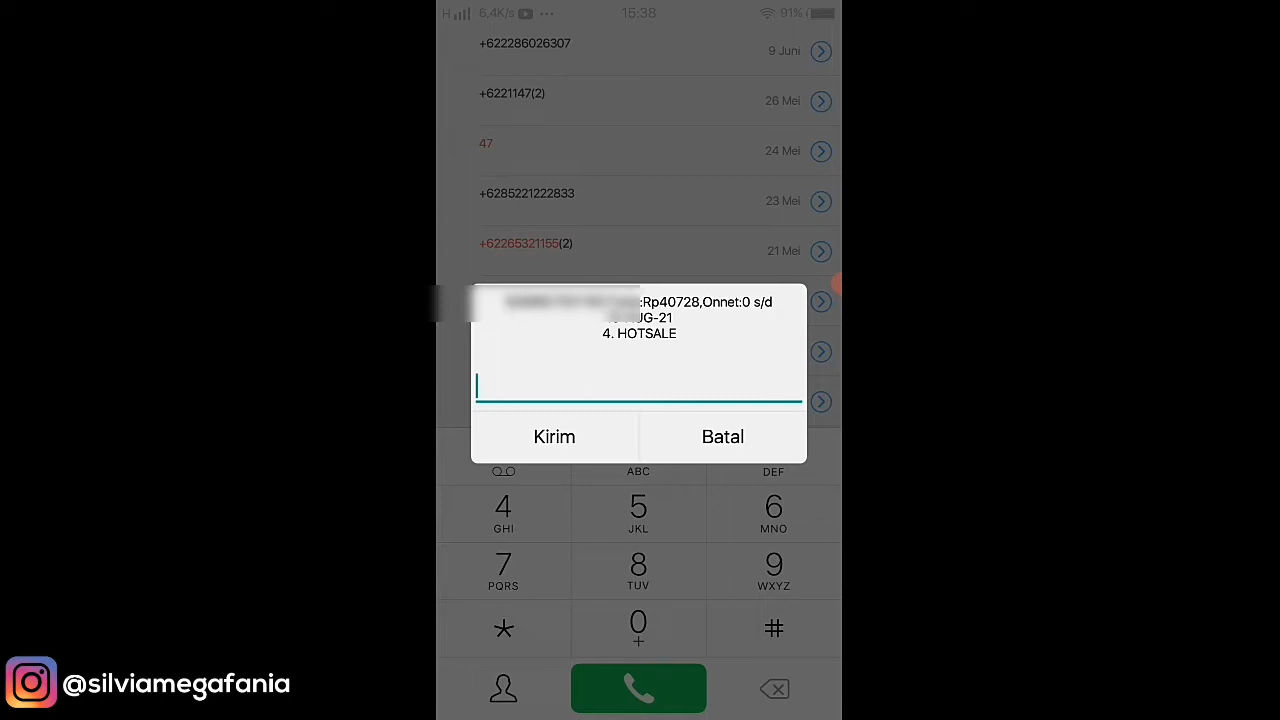 H 6,4K/s ... 15:38 91%
+622286026307 9 Juni
+6221147(2) 26 Mei
47 24 Mei
+6285221222833 23 Mei
+62265321155(2) 21 Mei
:Rp40728,Onnet:0 s/d
UG-21
4. HOTSALE
Kirim Batal
ABC DEF
4 5 6
GHI JKL MNO
7 8 9
PQRS TUV WXYZ
* 0 #
+
@silviamegafania